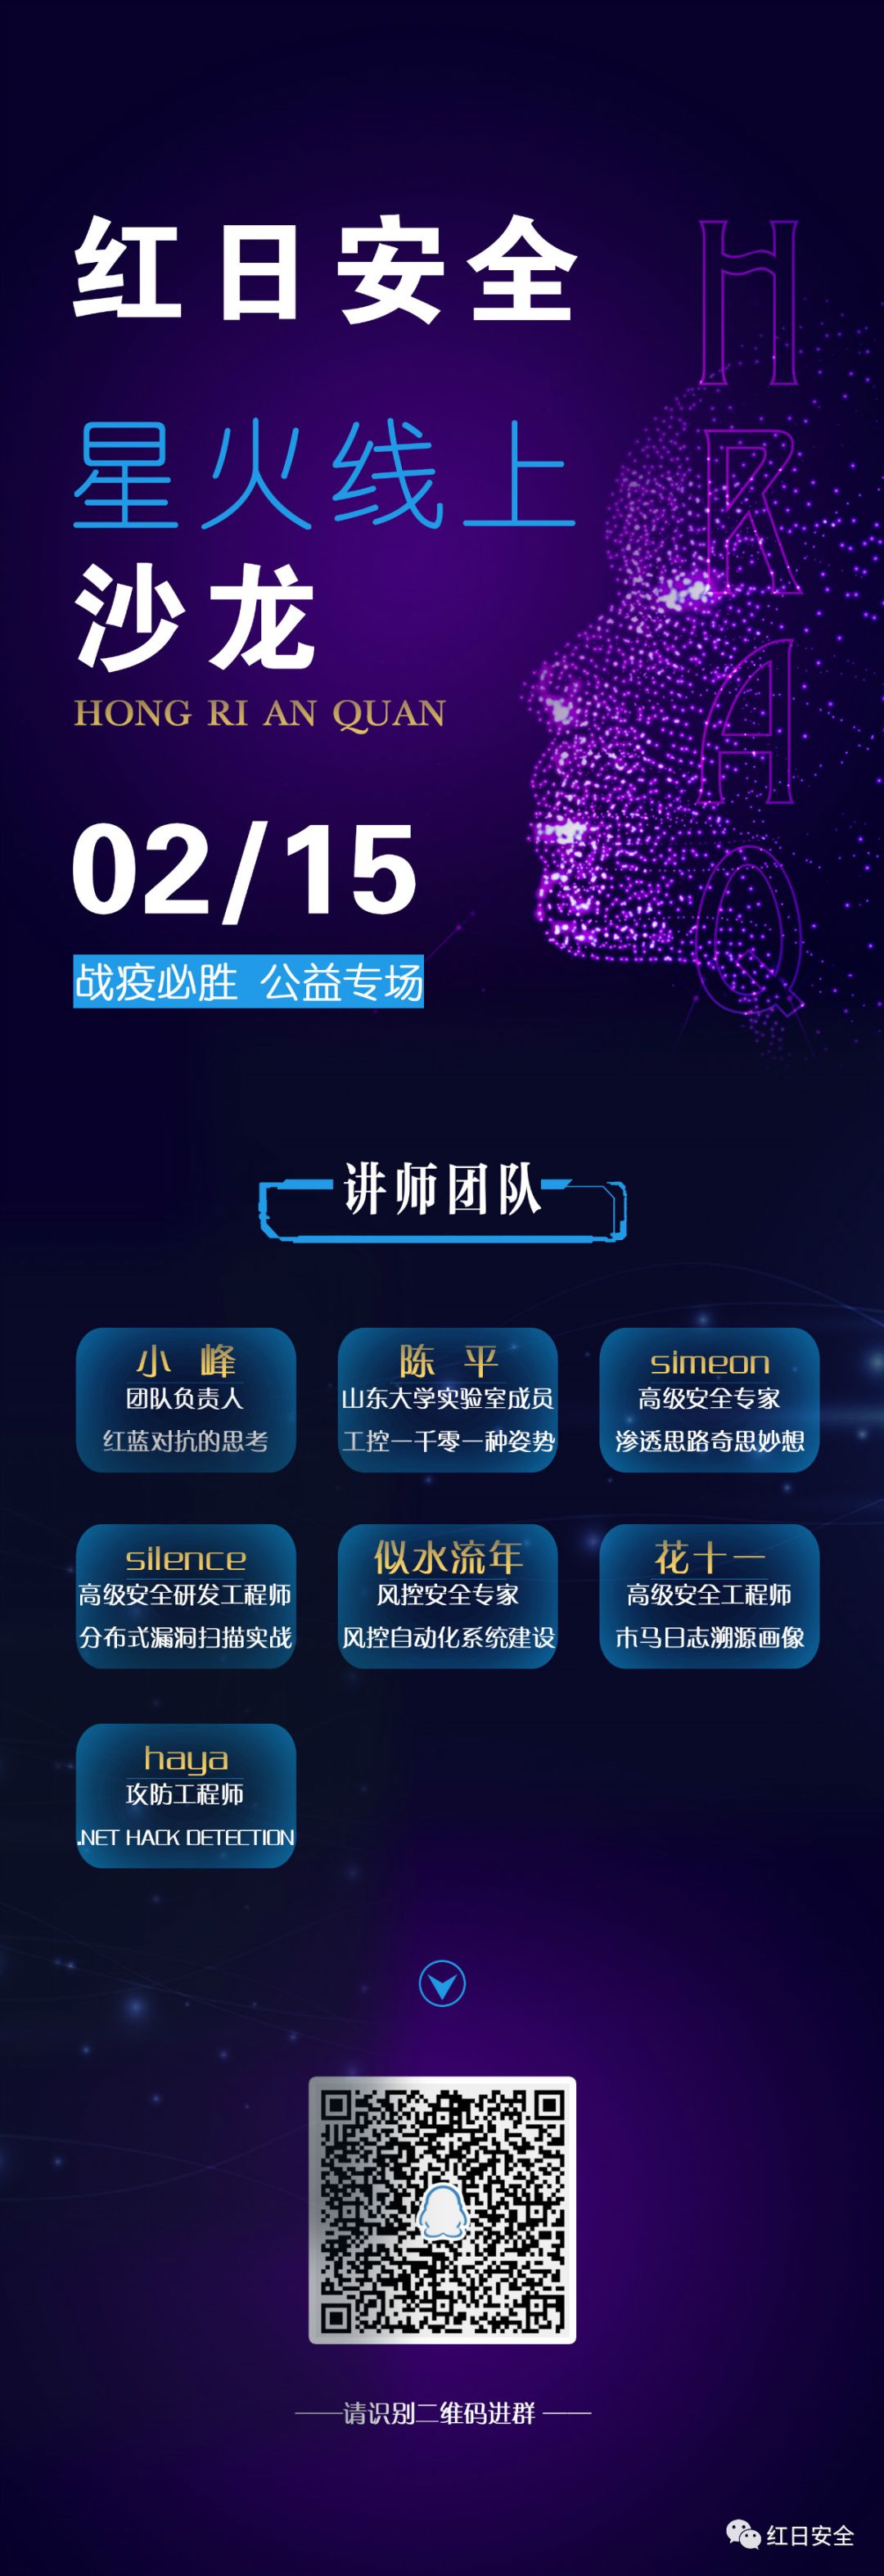 红日安全
星火线上
沙龙
HONG RI AN QUAN
02/15
战疫必胜 公益专场
HRAQ
讲师团队
小 峰
团队负责人
红蓝对抗的思考
陈 平
山东大学实验室成员
工控一千零一种姿势
simeon
高级安全专家
渗透思路奇思妙想
silence
高级安全研发工程师
分布式漏洞扫描实战
似水流年
风控安全专家
风控自动化系统建设
花十一
高级安全工程师
木马日志溯源画像
haya
攻防工程师
.NET HACK DETECTION
——请识别二维码进群 ——
红日安全